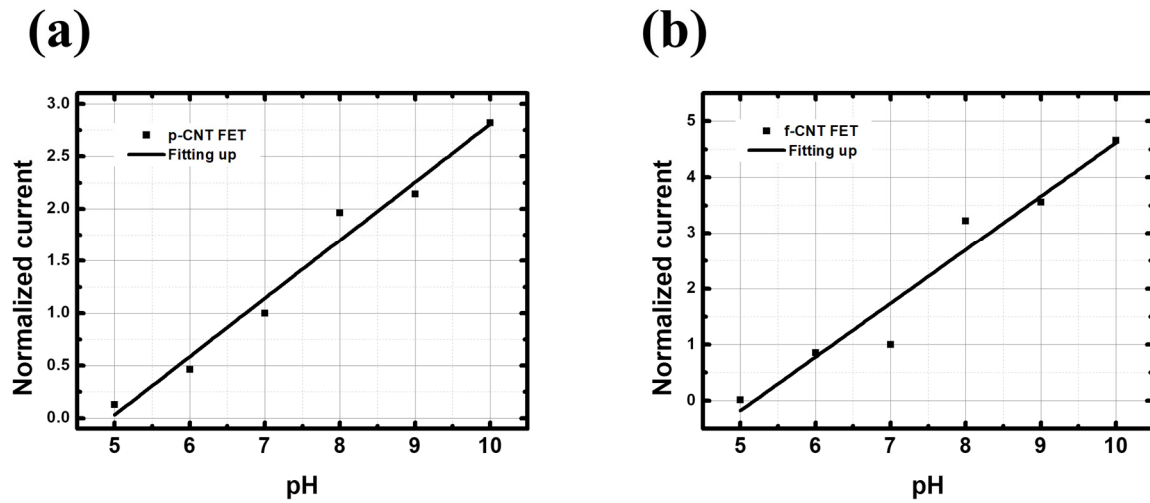 (a)
(b)
p-CNT FET
Fitting up
Normalized current
3.0
2.5
2.0
1.5
1.0
0.5
0.0
5 6 7 8 9 10
pH
f-CNT FET
Fitting up
Normalized current
5
4
3
2
1
0
5 6 7 8 9 10
pH